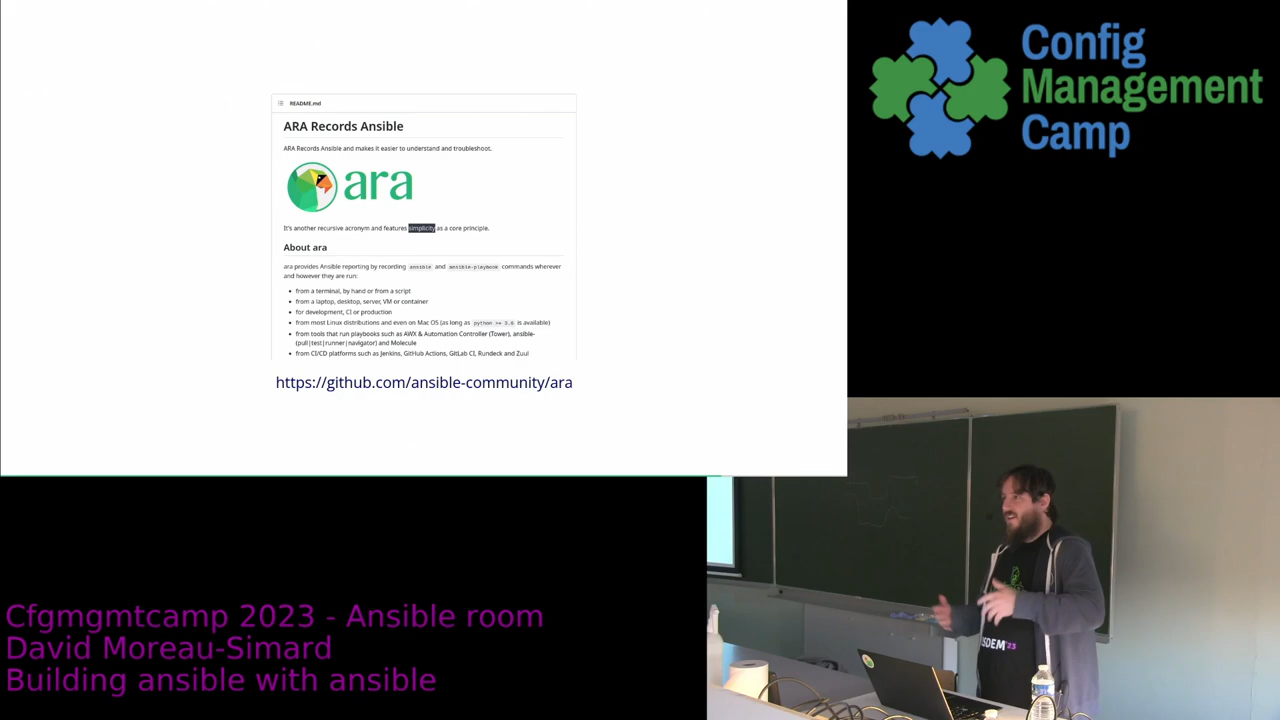 README.md
ARA Records Ansible
ARA Records Ansible and makes it easier to understand and troubleshoot.
ara
It's another recursive acronym and features simplicity as a core principle.
About ara
ara provides Ansible reporting by recording ansible and ansible-playbook commands wherever
and however they are run:
from a terminal, by hand or from a script
from a laptop, desktop, server, VM or container
for development, CI or production
from most Linux distributions and even on Mac OS (as long as python >= 3.6 is available)
from tools that run playbooks such as AWX & Automation Controller (Tower), ansible-
(pull|test|runner|navigator) and Molecule
from CI/CD platforms such as Jenkins, GitHub Actions, GitLab CI, Rundeck and Zuul
https://github.com/ansible-community/ara
Config
Management
Camp
Cfgmgmtcamp 2023 - Ansible room
David Moreau-Simard
Building ansible with ansible